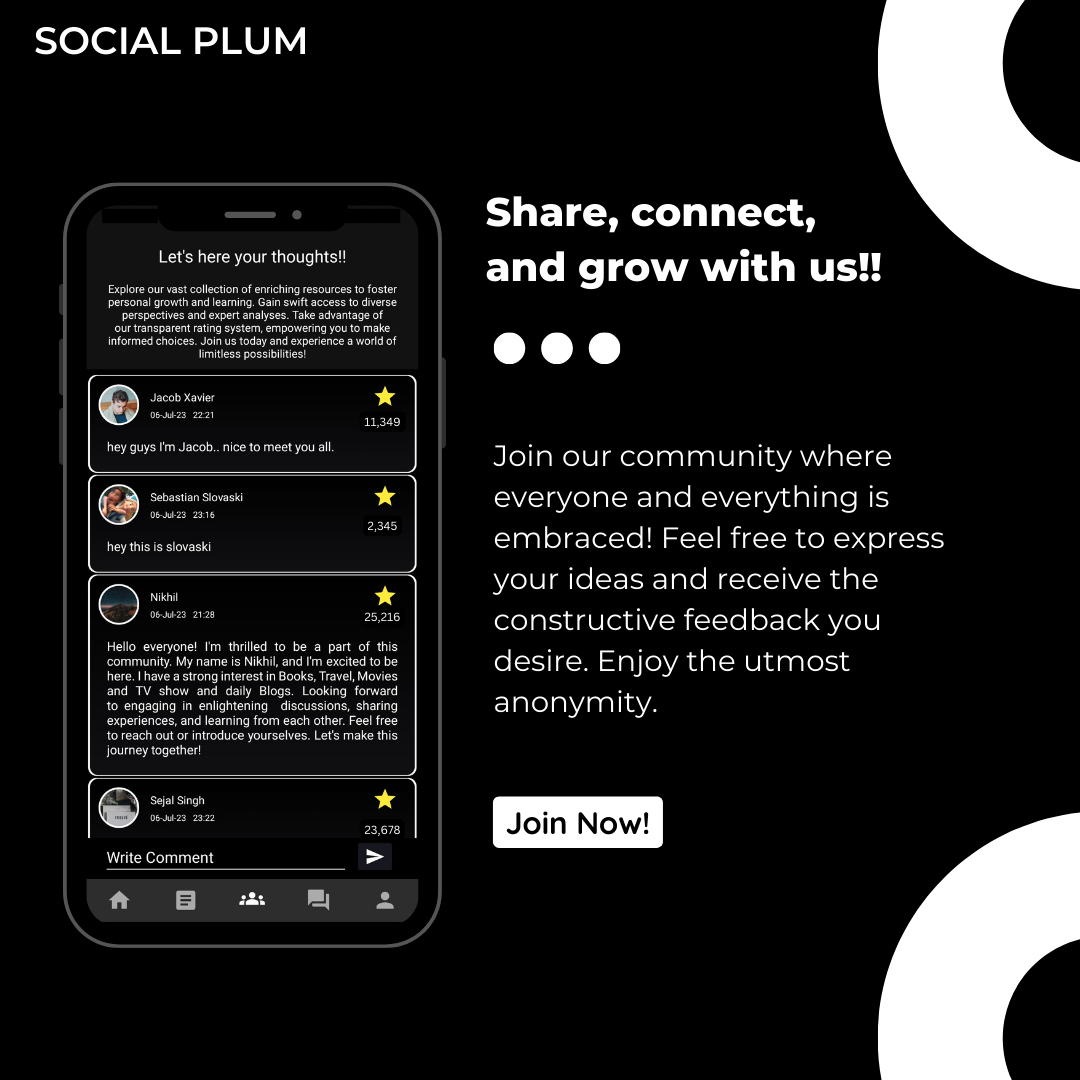 SOCIAL PLUM
Share, connect,
and grow with us!!
Join our community where
everyone and everything is
embraced! Feel free to express
your ideas and receive the
constructive feedback you
desire. Enjoy the utmost
anonymity.
Join Now!
Let's here your thoughts!!
Explore our vast collection of enriching resources to foster
personal growth and learning. Gain swift access to diverse
perspectives and expert analyses. Take advantage of
our transparent rating system, empowering you to make
informed choices. Join us today and experience a world of
limitless possibilities!
Jacob Xavier
06-Jul-23 22:21
11,349
hey guys I'm Jacob.. nice to meet you all.
Sebastian Slovaski
06-Jul-23 23:16
2,345
hey this is slovaski
Nikhil
06-Jul-23 21:28
25,216
Hello everyone! I'm thrilled to be a part of this
community. My name is Nikhil, and I'm excited to be
here. I have a strong interest in Books, Travel, Movies
and TV show and daily Blogs. Looking forward
to engaging in enlightening discussions, sharing
experiences, and learning from each other. Feel free
to reach out or introduce yourselves. Let's make this
journey together!
Sejal Singh
06-Jul-23 23:22
23,678
Write Comment